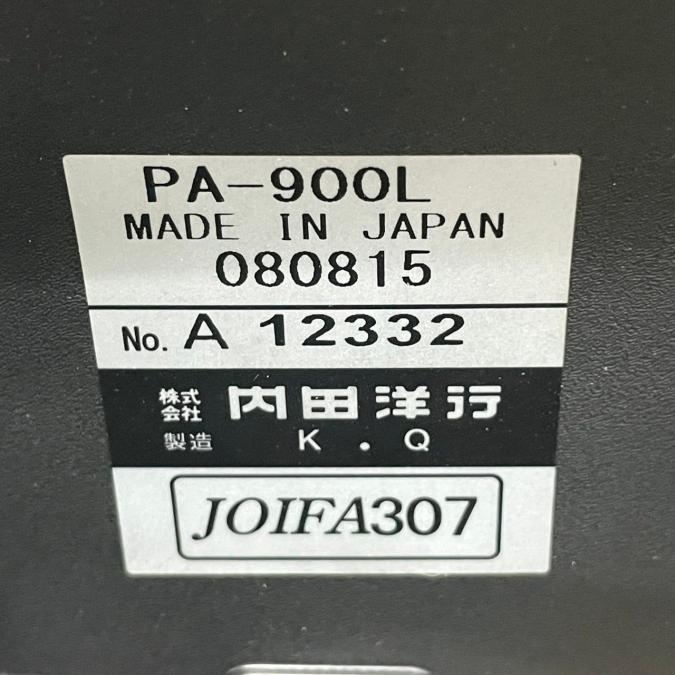 PA-900L
MADE IN JAPAN
080815
No. A 12332
株式会社 内田洋行
製造 K.Q
JOIFA307